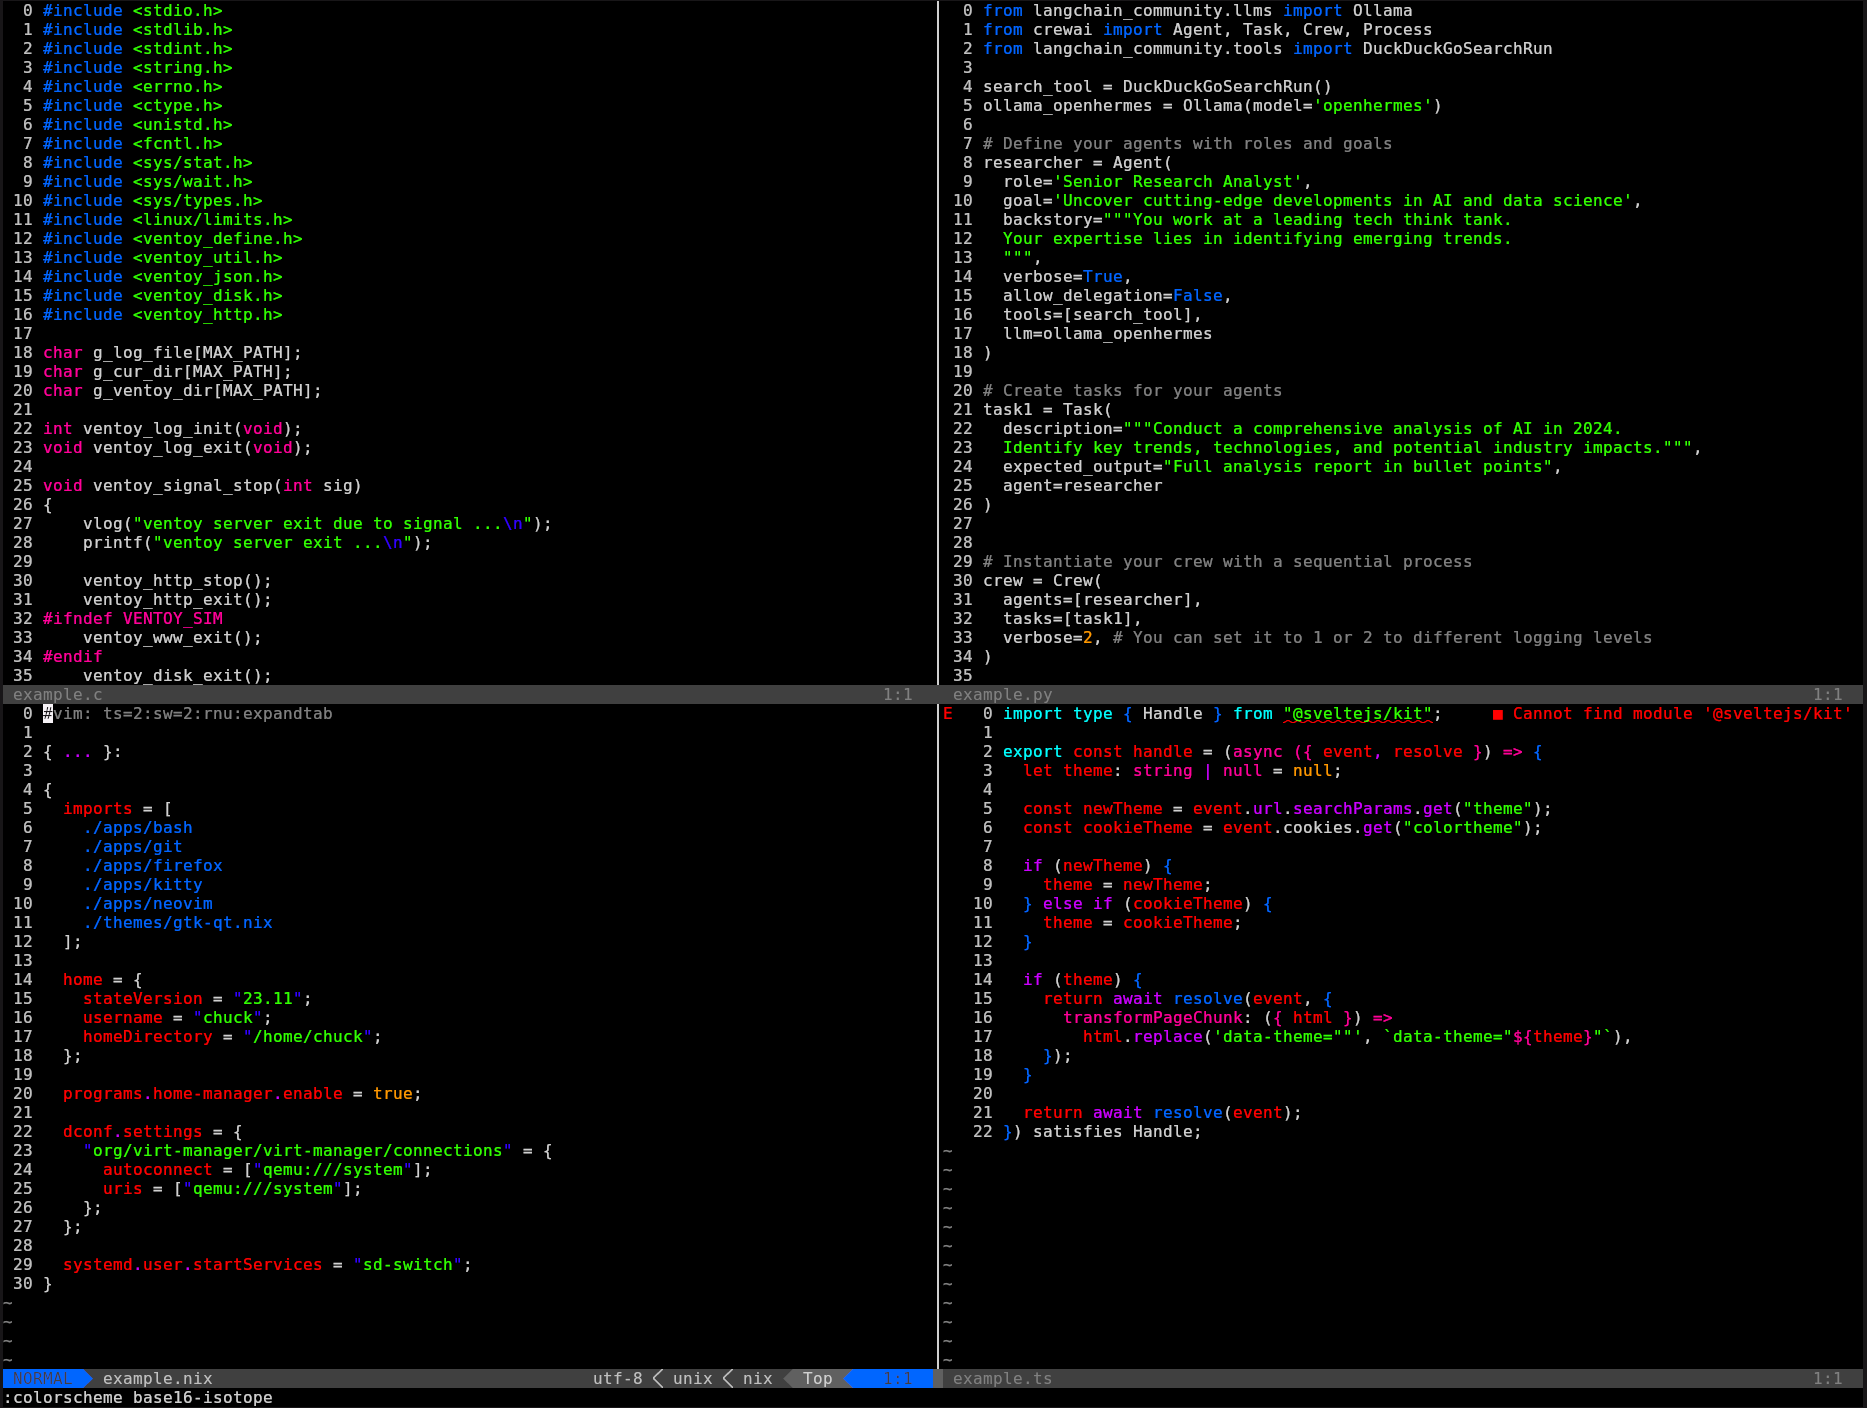 0 #include <stdio.h>
1 #include <stdlib.h>
2 #include <stdint.h>
3 #include <string.h>
4 #include <errno.h>
5 #include <ctype.h>
6 #include <unistd.h>
7 #include <fcntl.h>
8 #include <sys/stat.h>
9 #include <sys/wait.h>
10 #include <sys/types.h>
11 #include <linux/limits.h>
12 #include <ventoy_define.h>
13 #include <ventoy_util.h>
14 #include <ventoy_json.h>
15 #include <ventoy_disk.h>
16 #include <ventoy_http.h>
17
18 char g_log_file[MAX_PATH];
19 char g_cur_dir[MAX_PATH];
20 char g_ventoy_dir[MAX_PATH];
21
22 int ventoy_log_init(void);
23 void ventoy_log_exit(void);
24
25 void ventoy_signal_stop(int sig)
26 {
27     vlog("ventoy server exit due to signal ...\n");
28     printf("ventoy server exit ...\n");
29
30     ventoy_http_stop();
31     ventoy_http_exit();
32 #ifndef VENTOY_SIM
33     ventoy_www_exit();
34 #endif
35     ventoy_disk_exit();
example.c 1:1
0 from langchain_community.llms import Ollama
1 from crewai import Agent, Task, Crew, Process
2 from langchain_community.tools import DuckDuckGoSearchRun
3
4 search_tool = DuckDuckGoSearchRun()
5 ollama_openhermes = Ollama(model='openhermes')
6
7 # Define your agents with roles and goals
8 researcher = Agent(
9   role='Senior Research Analyst',
10   goal='Uncover cutting-edge developments in AI and data science',
11   backstory="""You work at a leading tech think tank.
12   Your expertise lies in identifying emerging trends.
13   """,
14   verbose=True,
15   allow_delegation=False,
16   tools=[search_tool],
17   llm=ollama_openhermes
18 )
19
20 # Create tasks for your agents
21 task1 = Task(
22   description="""Conduct a comprehensive analysis of AI in 2024.
23   Identify key trends, technologies, and potential industry impacts.""",
24   expected_output="Full analysis report in bullet points",
25   agent=researcher
26 )
27
28
29 # Instantiate your crew with a sequential process
30 crew = Crew(
31   agents=[researcher],
32   tasks=[task1],
33   verbose=2, # You can set it to 1 or 2 to different logging levels
34 )
35
example.py 1:1
0 #vim: ts=2:sw=2:rnu:expandtab
1
2 { ... }:
3
4 {
5   imports = [
6     ./apps/bash
7     ./apps/git
8     ./apps/firefox
9     ./apps/kitty
10     ./apps/neovim
11     ./themes/gtk-qt.nix
12   ];
13
14   home = {
15     stateVersion = "23.11";
16     username = "chuck";
17     homeDirectory = "/home/chuck";
18   };
19
20   programs.home-manager.enable = true;
21
22   dconf.settings = {
23     "org/virt-manager/virt-manager/connections" = {
24       autoconnect = ["qemu:///system"];
25       uris = ["qemu:///system"];
26     };
27   };
28
29   systemd.user.startServices = "sd-switch";
30 }
~
~
~
~
NORMAL example.nix utf-8 unix nix Top 1:1
E 0 import type { Handle } from "@sveltejs/kit"; ■ Cannot find module '@sveltejs/kit'
1
2 export const handle = (async ({ event, resolve }) => {
3   let theme: string | null = null;
4
5   const newTheme = event.url.searchParams.get("theme");
6   const cookieTheme = event.cookies.get("colortheme");
7
8   if (newTheme) {
9     theme = newTheme;
10   } else if (cookieTheme) {
11     theme = cookieTheme;
12   }
13
14   if (theme) {
15     return await resolve(event, {
16       transformPageChunk: ({ html }) =>
17         html.replace('data-theme=""', `data-theme="${theme}"`),
18     });
19   }
20
21   return await resolve(event);
22 }) satisfies Handle;
~
~
~
~
~
~
~
~
~
~
~
~
example.ts 1:1
:colorscheme base16-isotope